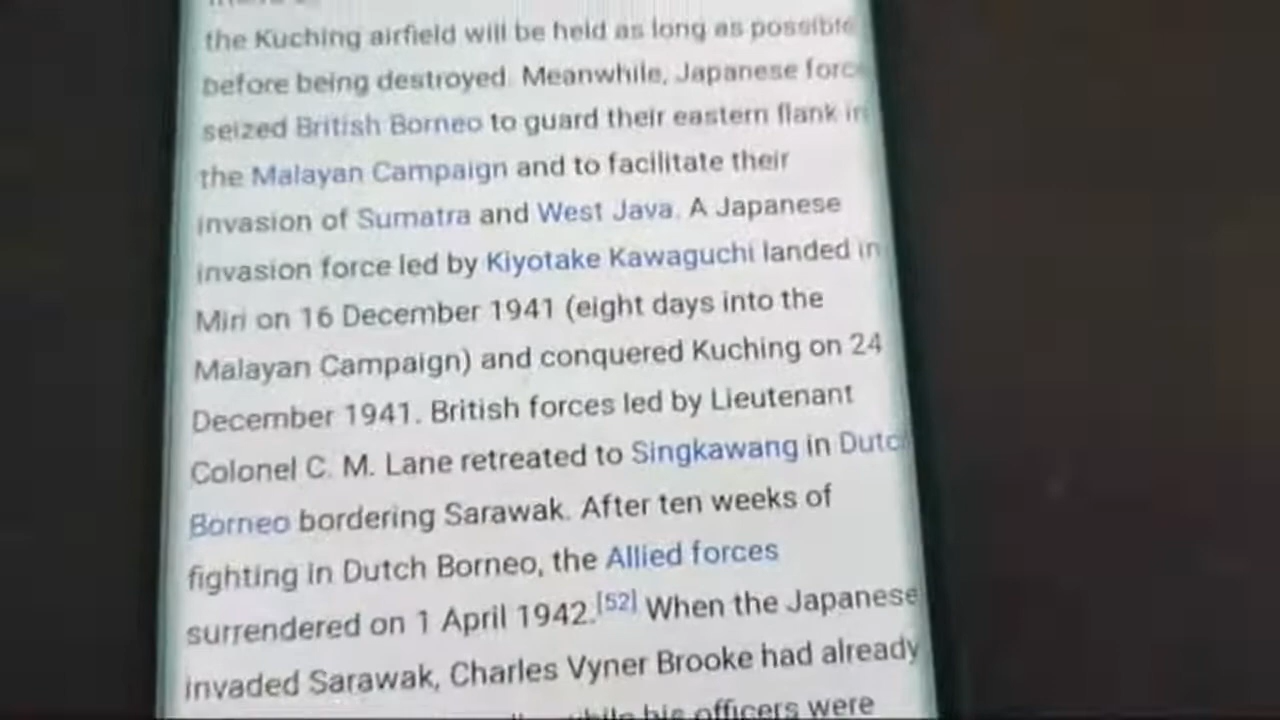 the Kuching airfield will be held as long as possible
before being destroyed. Meanwhile, Japanese forc
seized British Borneo to guard their eastern flank in
the Malayan Campaign and to facilitate their
invasion of Sumatra and West Java. A Japanese
invasion force led by Kiyotake Kawaguchi landed in
Miri on 16 December 1941 (eight days into the
Malayan Campaign) and conquered Kuching on 24
December 1941. British forces led by Lieutenant
Colonel C. M. Lane retreated to Singkawang in Dutc
Borneo bordering Sarawak. After ten weeks of
fighting in Dutch Borneo, the Allied forces
surrendered on 1 April 1942.[52] When the Japanese
invaded Sarawak, Charles Vyner Brooke had already
while his officers were